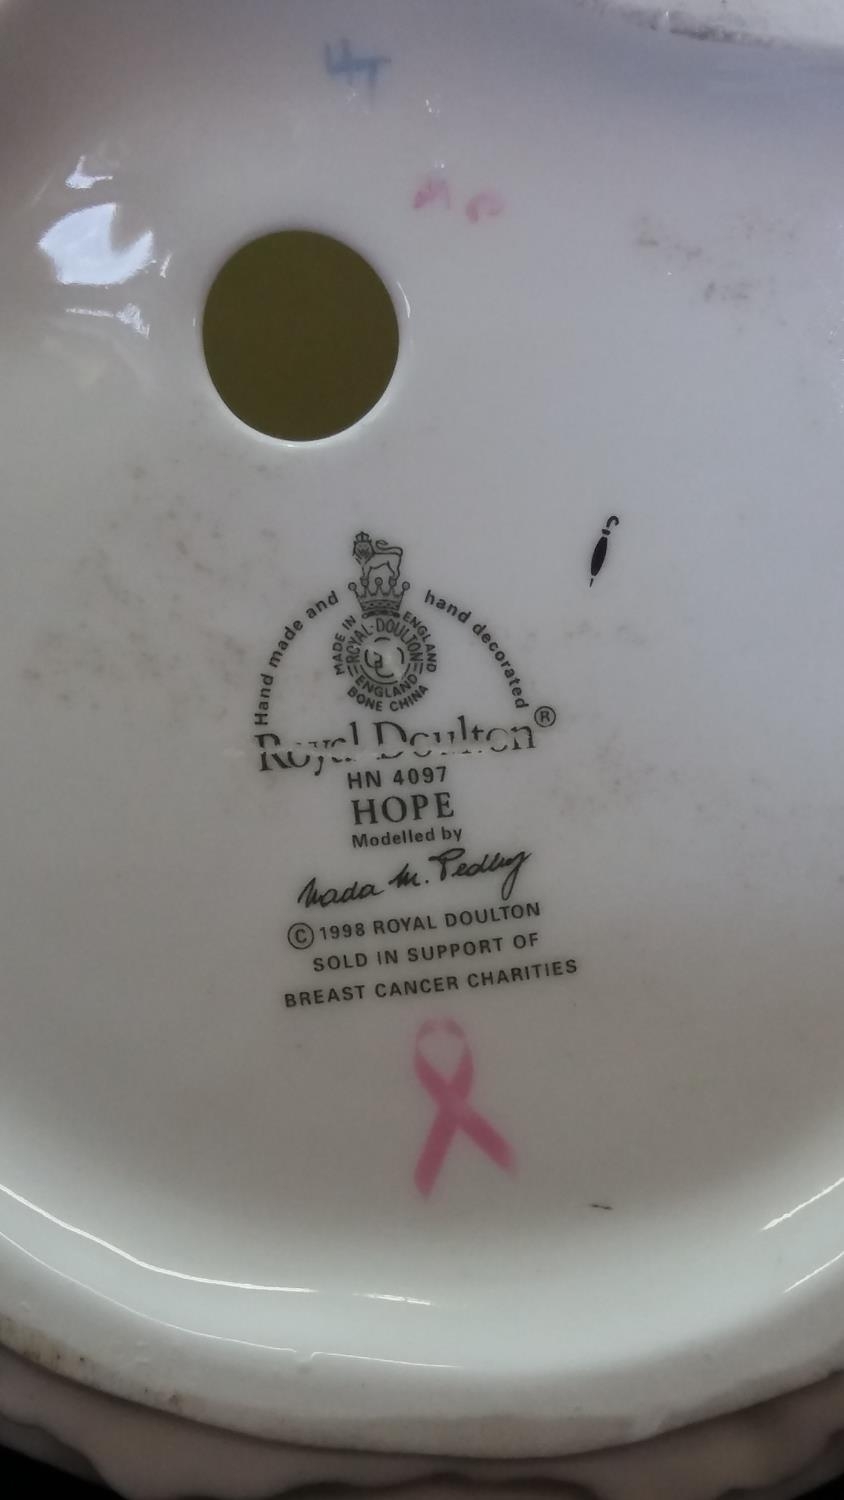 Hand made and hand decorated
MADE IN ENGLAND
ROYAL-DOULTON
ENGLAND
BONE CHINA
Royal Doulton®
HN 4097
HOPE
Modelled by
Nada M. Pedley
© 1998 ROYAL DOULTON
SOLD IN SUPPORT OF
BREAST CANCER CHARITIES